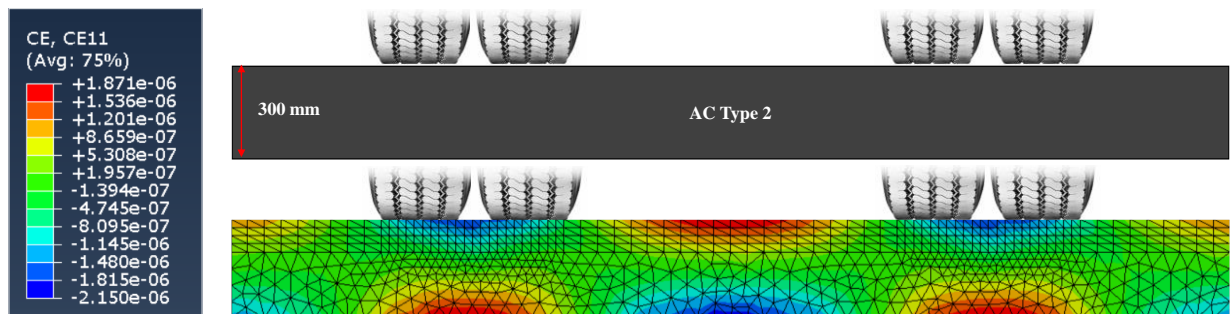 CE, CE11
(Avg: 75%)
+1.871e-06
+1.536e-06
+1.201e-06
+8.659e-07
+5.308e-07
+1.957e-07
-1.394e-07
-4.745e-07
-8.095e-07
-1.145e-06
-1.480e-06
-1.815e-06
-2.150e-06
300 mm
AC Type 2